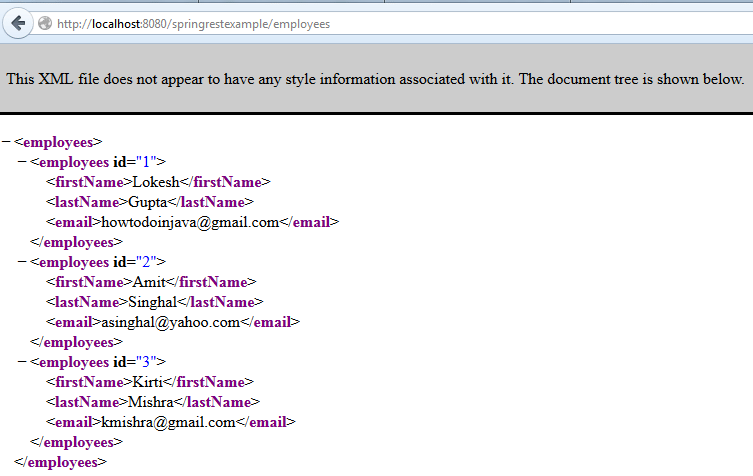 http://localhost:8080/springrestexample/employees
This XML file does not appear to have any style information associated with it. The document tree is shown below.
− <employees>
− <employees id="1">
<firstName>Lokesh</firstName>
<lastName>Gupta</lastName>
<email>howtodoinjava@gmail.com</email>
</employees>
− <employees id="2">
<firstName>Amit</firstName>
<lastName>Singhal</lastName>
<email>asinghal@yahoo.com</email>
</employees>
− <employees id="3">
<firstName>Kirti</firstName>
<lastName>Mishra</lastName>
<email>kmishra@gmail.com</email>
</employees>
</employees>